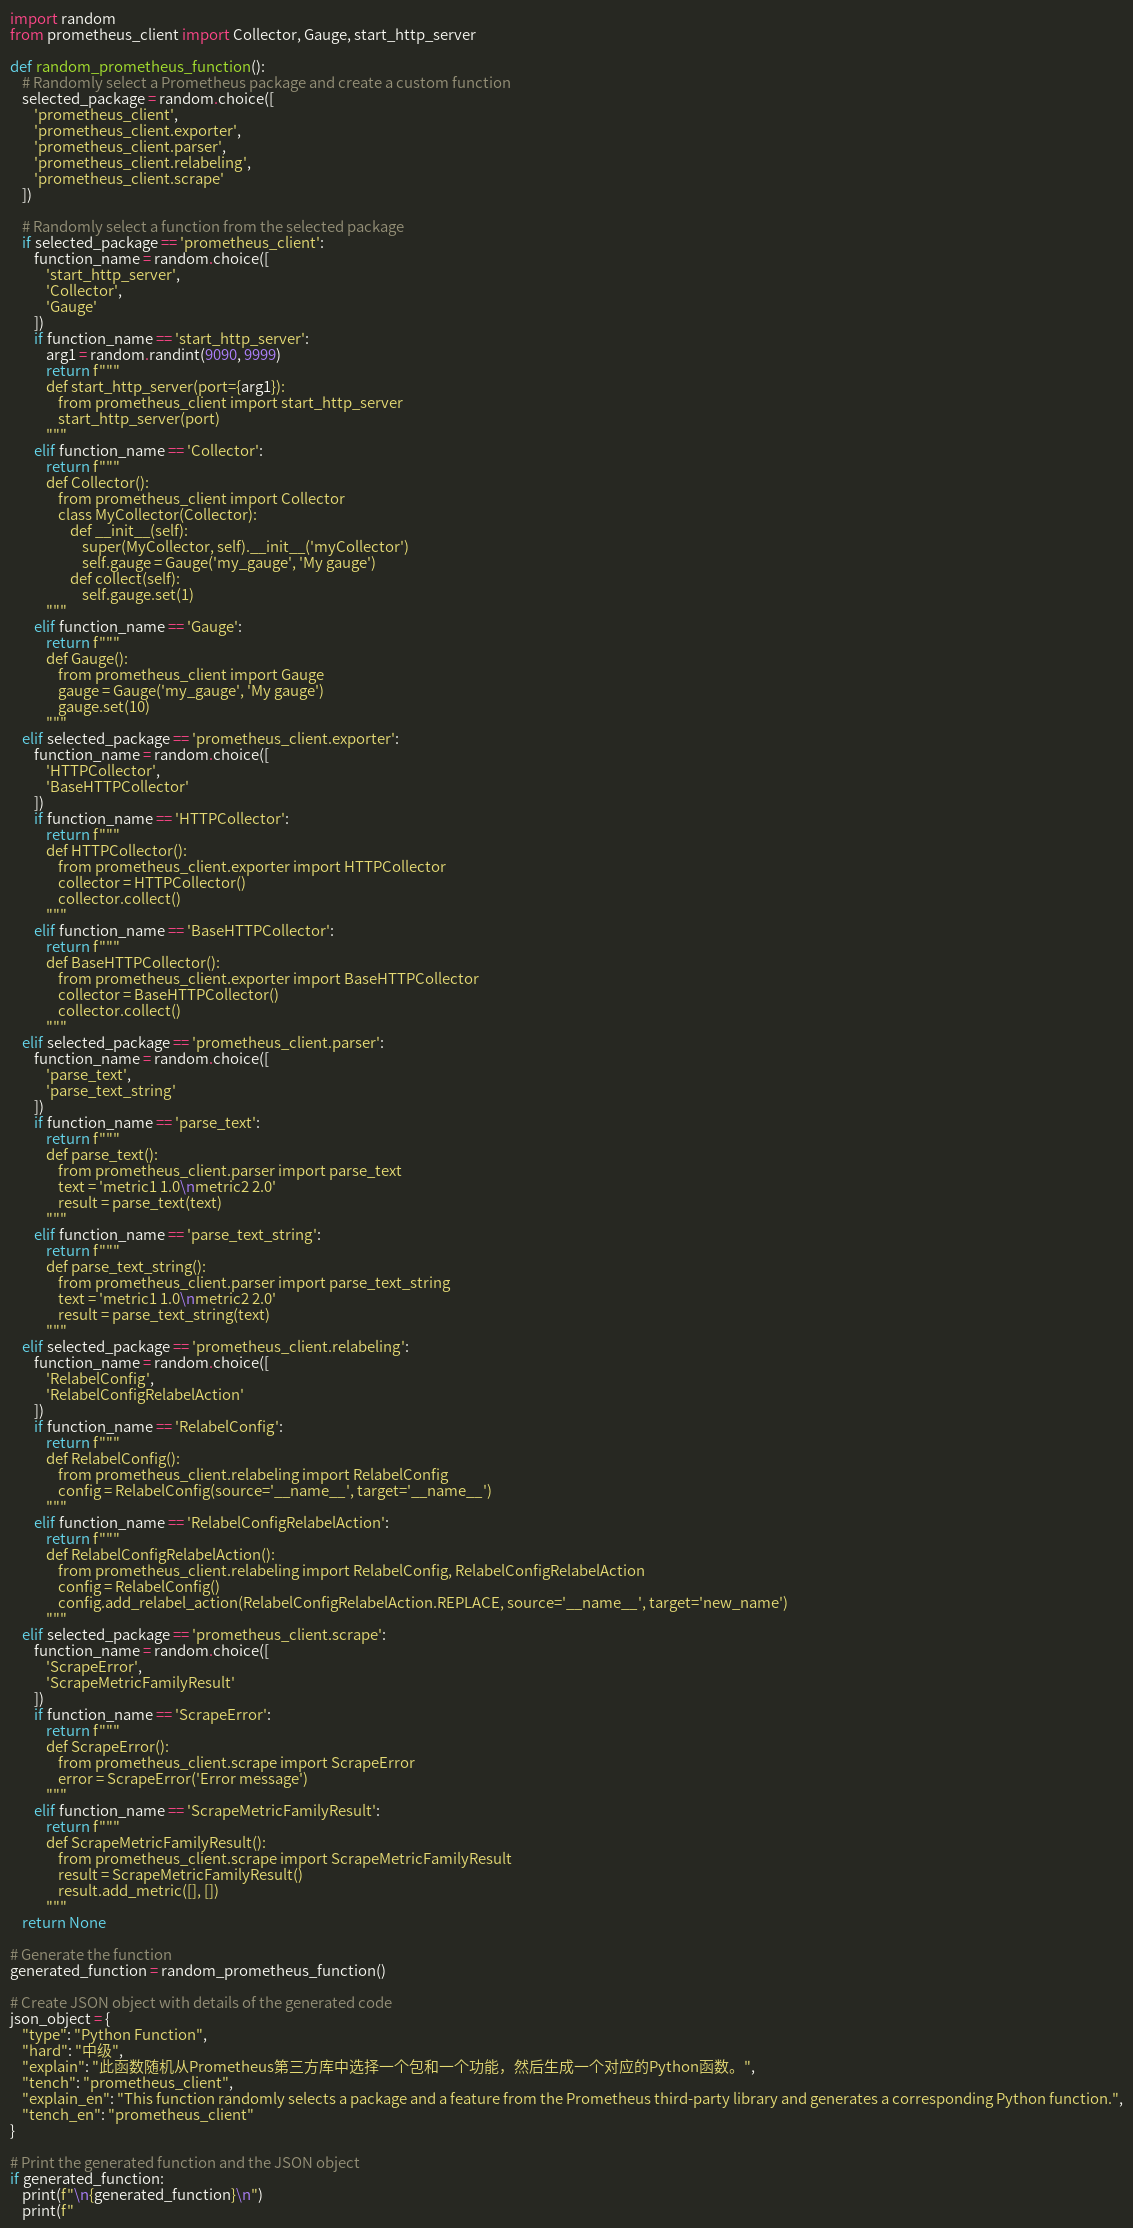 import random
from prometheus_client import Collector, Gauge, start_http_server

def random_prometheus_function():
    # Randomly select a Prometheus package and create a custom function
    selected_package = random.choice([
        'prometheus_client',
        'prometheus_client.exporter',
        'prometheus_client.parser',
        'prometheus_client.relabeling',
        'prometheus_client.scrape'
    ])

    # Randomly select a function from the selected package
    if selected_package == 'prometheus_client':
        function_name = random.choice([
            'start_http_server',
            'Collector',
            'Gauge'
        ])
        if function_name == 'start_http_server':
            arg1 = random.randint(9090, 9999)
            return f"""
            def start_http_server(port={arg1}):
                from prometheus_client import start_http_server
                start_http_server(port)
            """
        elif function_name == 'Collector':
            return f"""
            def Collector():
                from prometheus_client import Collector
                class MyCollector(Collector):
                    def __init__(self):
                        super(MyCollector, self).__init__('myCollector')
                        self.gauge = Gauge('my_gauge', 'My gauge')
                    def collect(self):
                        self.gauge.set(1)
            """
        elif function_name == 'Gauge':
            return f"""
            def Gauge():
                from prometheus_client import Gauge
                gauge = Gauge('my_gauge', 'My gauge')
                gauge.set(10)
            """
    elif selected_package == 'prometheus_client.exporter':
        function_name = random.choice([
            'HTTPCollector',
            'BaseHTTPCollector'
        ])
        if function_name == 'HTTPCollector':
            return f"""
            def HTTPCollector():
                from prometheus_client.exporter import HTTPCollector
                collector = HTTPCollector()
                collector.collect()
            """
        elif function_name == 'BaseHTTPCollector':
            return f"""
            def BaseHTTPCollector():
                from prometheus_client.exporter import BaseHTTPCollector
                collector = BaseHTTPCollector()
                collector.collect()
            """
    elif selected_package == 'prometheus_client.parser':
        function_name = random.choice([
            'parse_text',
            'parse_text_string'
        ])
        if function_name == 'parse_text':
            return f"""
            def parse_text():
                from prometheus_client.parser import parse_text
                text = 'metric1 1.0\nmetric2 2.0'
                result = parse_text(text)
            """
        elif function_name == 'parse_text_string':
            return f"""
            def parse_text_string():
                from prometheus_client.parser import parse_text_string
                text = 'metric1 1.0\nmetric2 2.0'
                result = parse_text_string(text)
            """
    elif selected_package == 'prometheus_client.relabeling':
        function_name = random.choice([
            'RelabelConfig',
            'RelabelConfigRelabelAction'
        ])
        if function_name == 'RelabelConfig':
            return f"""
            def RelabelConfig():
                from prometheus_client.relabeling import RelabelConfig
                config = RelabelConfig(source='__name__', target='__name__')
            """
        elif function_name == 'RelabelConfigRelabelAction':
            return f"""
            def RelabelConfigRelabelAction():
                from prometheus_client.relabeling import RelabelConfig, RelabelConfigRelabelAction
                config = RelabelConfig()
                config.add_relabel_action(RelabelConfigRelabelAction.REPLACE, source='__name__', target='new_name')
            """
    elif selected_package == 'prometheus_client.scrape':
        function_name = random.choice([
            'ScrapeError',
            'ScrapeMetricFamilyResult'
        ])
        if function_name == 'ScrapeError':
            return f"""
            def ScrapeError():
                from prometheus_client.scrape import ScrapeError
                error = ScrapeError('Error message')
            """
        elif function_name == 'ScrapeMetricFamilyResult':
            return f"""
            def ScrapeMetricFamilyResult():
                from prometheus_client.scrape import ScrapeMetricFamilyResult
                result = ScrapeMetricFamilyResult()
                result.add_metric([], [])
            """
    return None

# Generate the function
generated_function = random_prometheus_function()

# Create JSON object with details of the generated code
json_object = {
    "type": "Python Function",
    "hard": "中级",
    "explain": "此函数随机从Prometheus第三方库中选择一个包和一个功能，然后生成一个对应的Python函数。",
    "tench": "prometheus_client",
    "explain_en": "This function randomly selects a package and a feature from the Prometheus third-party library and generates a corresponding Python function.",
    "tench_en": "prometheus_client"
}

# Print the generated function and the JSON object
if generated_function:
    print(f"\n{generated_function}\n")
    print(f"